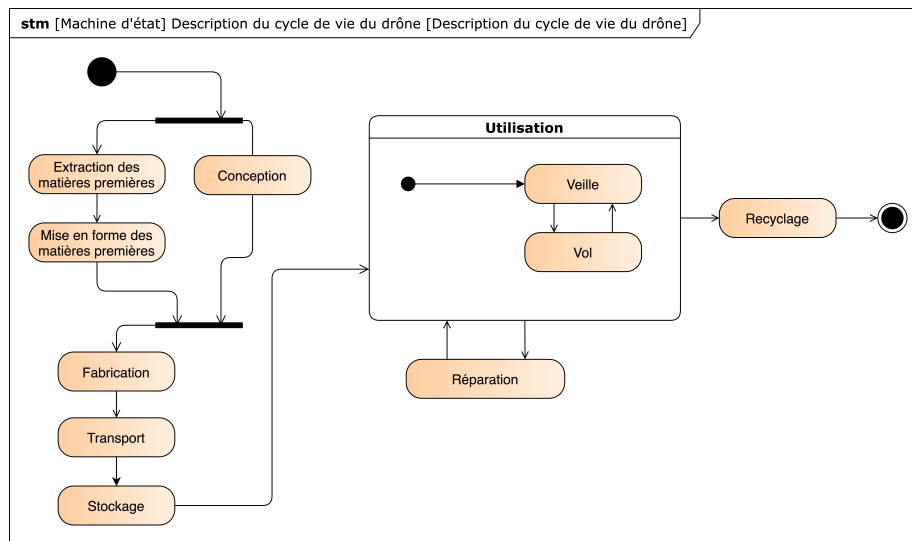 stm [Machine d'état] Description du cycle de vie du drône [Description du cycle de vie du drône]
Extraction des
matières premières
Conception
Mise en forme des
matières premières
Fabrication
Transport
Stockage
Utilisation
Veille
Vol
Réparation
Recyclage